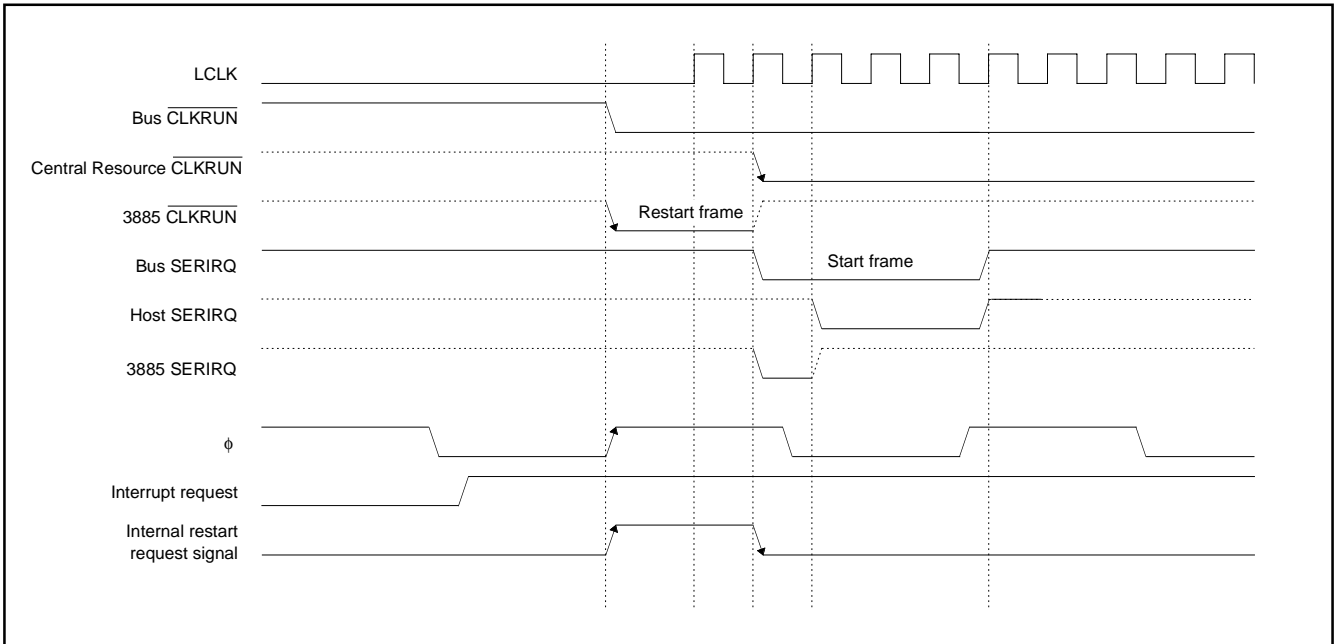 LCLK
Bus CLKRUN
Central Resource CLKRUN
3885 CLKRUN
Restart frame
Bus SERIRQ
Start frame
Host SERIRQ
3885 SERIRQ
ϕ
Interrupt request
Internal restart
request signal